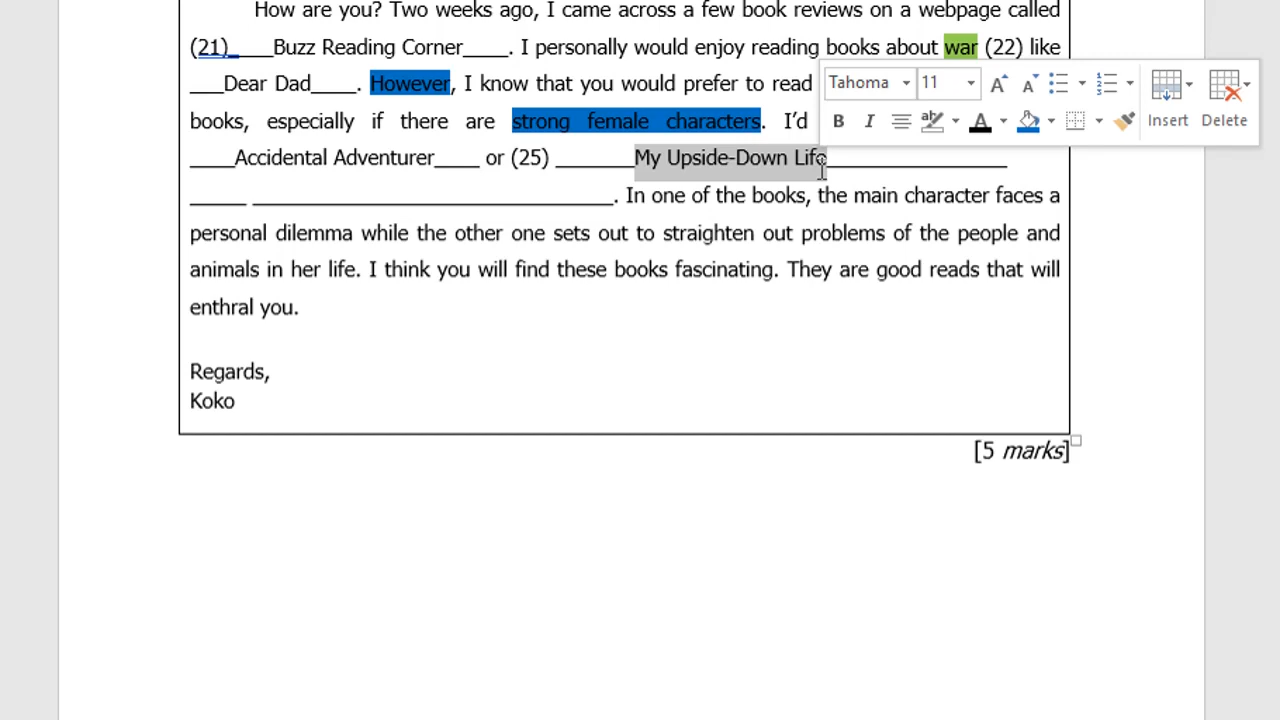 How are you? Two weeks ago, I came across a few book reviews on a webpage called
(21)____Buzz Reading Corner____. I personally would enjoy reading books about war (22) like
___Dear Dad____. However, I know that you would prefer to read
books, especially if there are strong female characters. I'd
____Accidental Adventurer____ or (25) _______My Upside-Down Life________________
_____ ________________________________. In one of the books, the main character faces a
personal dilemma while the other one sets out to straighten out problems of the people and
animals in her life. I think you will find these books fascinating. They are good reads that will
enthral you.
Regards,
Koko
[5 marks]
Tahoma 11
B I A Insert Delete